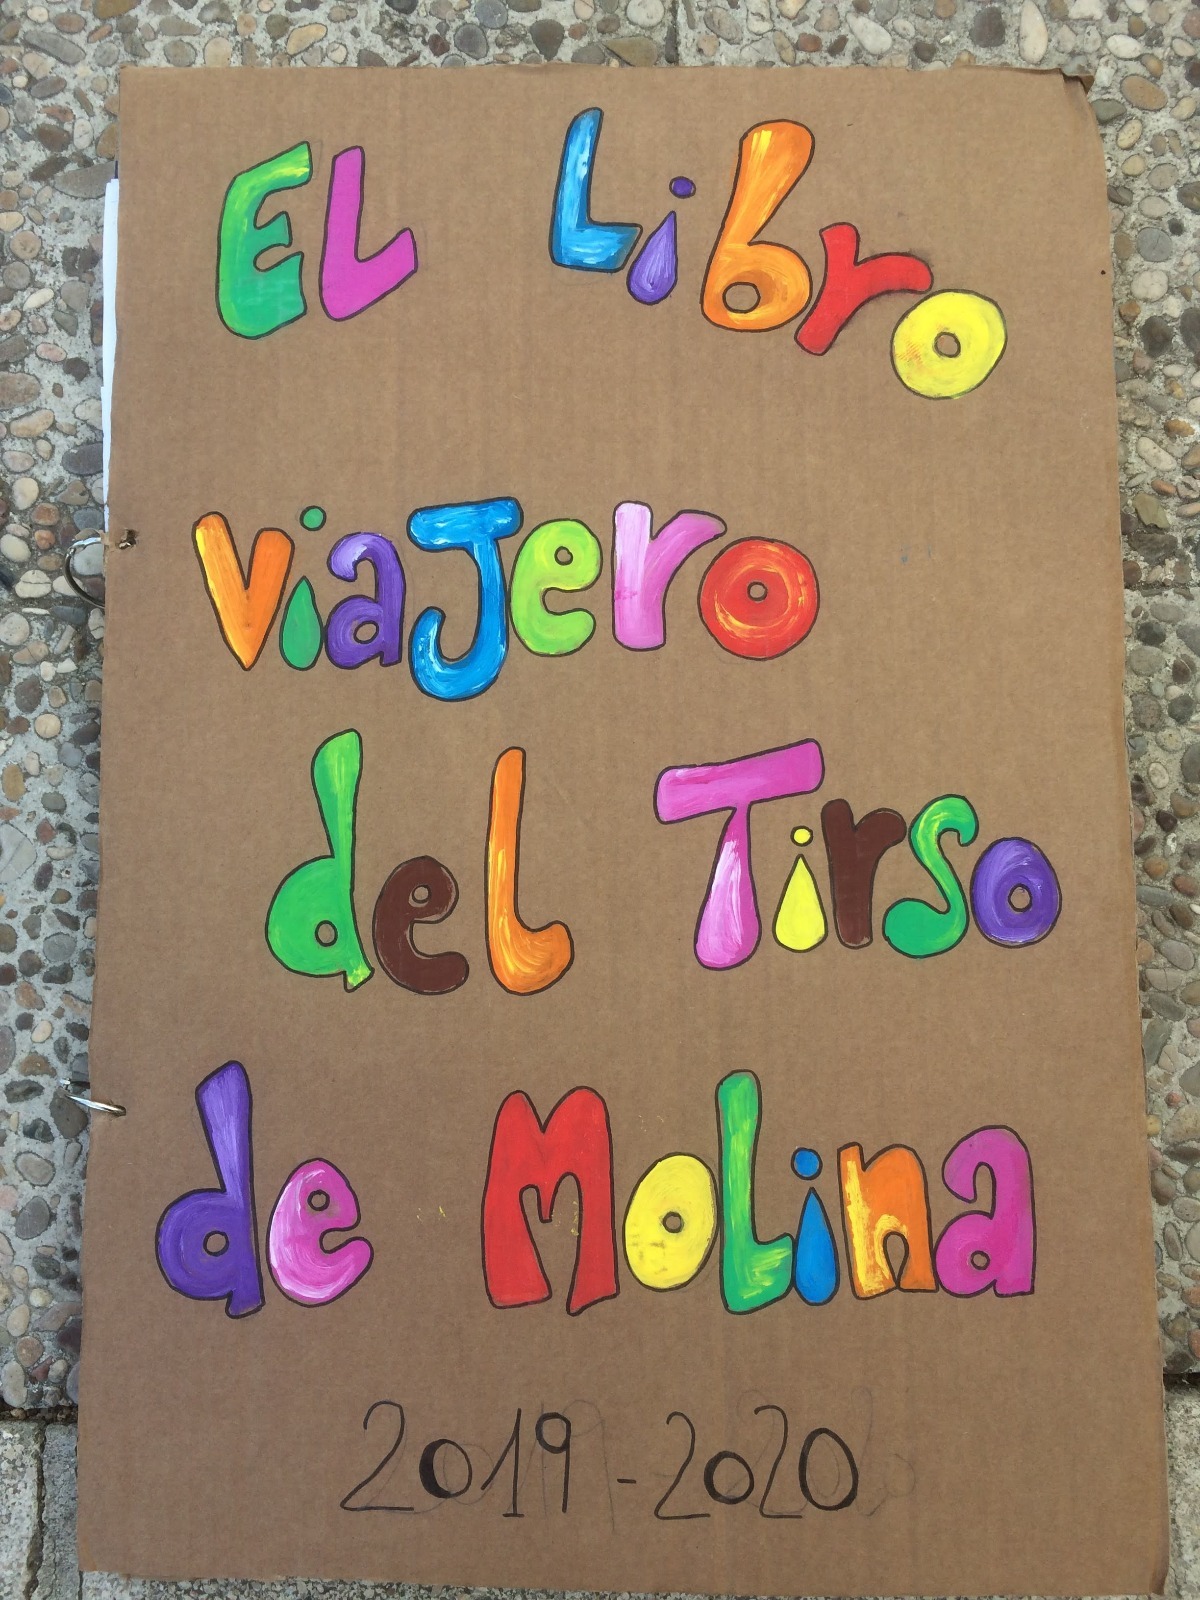 EL Libro
viaJero
del Tirso
de MoLina
2019-2020